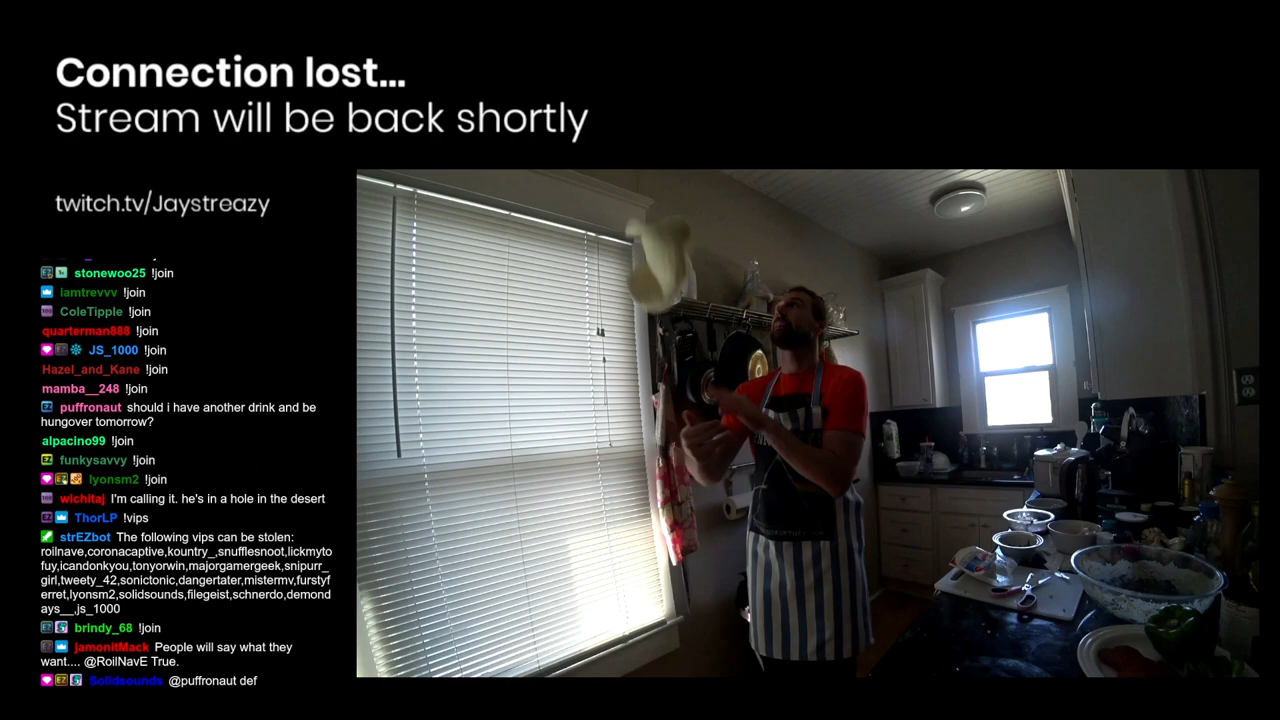 Connection lost...
Stream will be back shortly
twitch.tv/Jaystreazy
stonewoo25 !join
iamtrevvv !join
ColeTipple !join
quarterman888 !join
JS_1000 !join
Hazel_and_Kane !join
mamba__248 !join
puffronaut should i have another drink and be
hungover tomorrow?
alpacino99 !join
funkysavvy !join
lyonsm2 !join
wichitaj I'm calling it. he's in a hole in the desert
ThorLP !vips
strEZbot The following vips can be stolen:
roilnave,coronacaptive,kountry_,snufflesnoot,lickmyto
fuy,icandonkyou,tonyorwin,majorgamergeek,snipurr_
girl,tweety_42,sonictonic,dangertater,mistermv,furstyf
erret,lyonsm2,solidsounds,filegeist,schnerdo,demond
ays__,js_1000
brindy_68 !join
jamonitMack People will say what they
want.... @RoilNavE True.
Solidsounds @puffronaut def